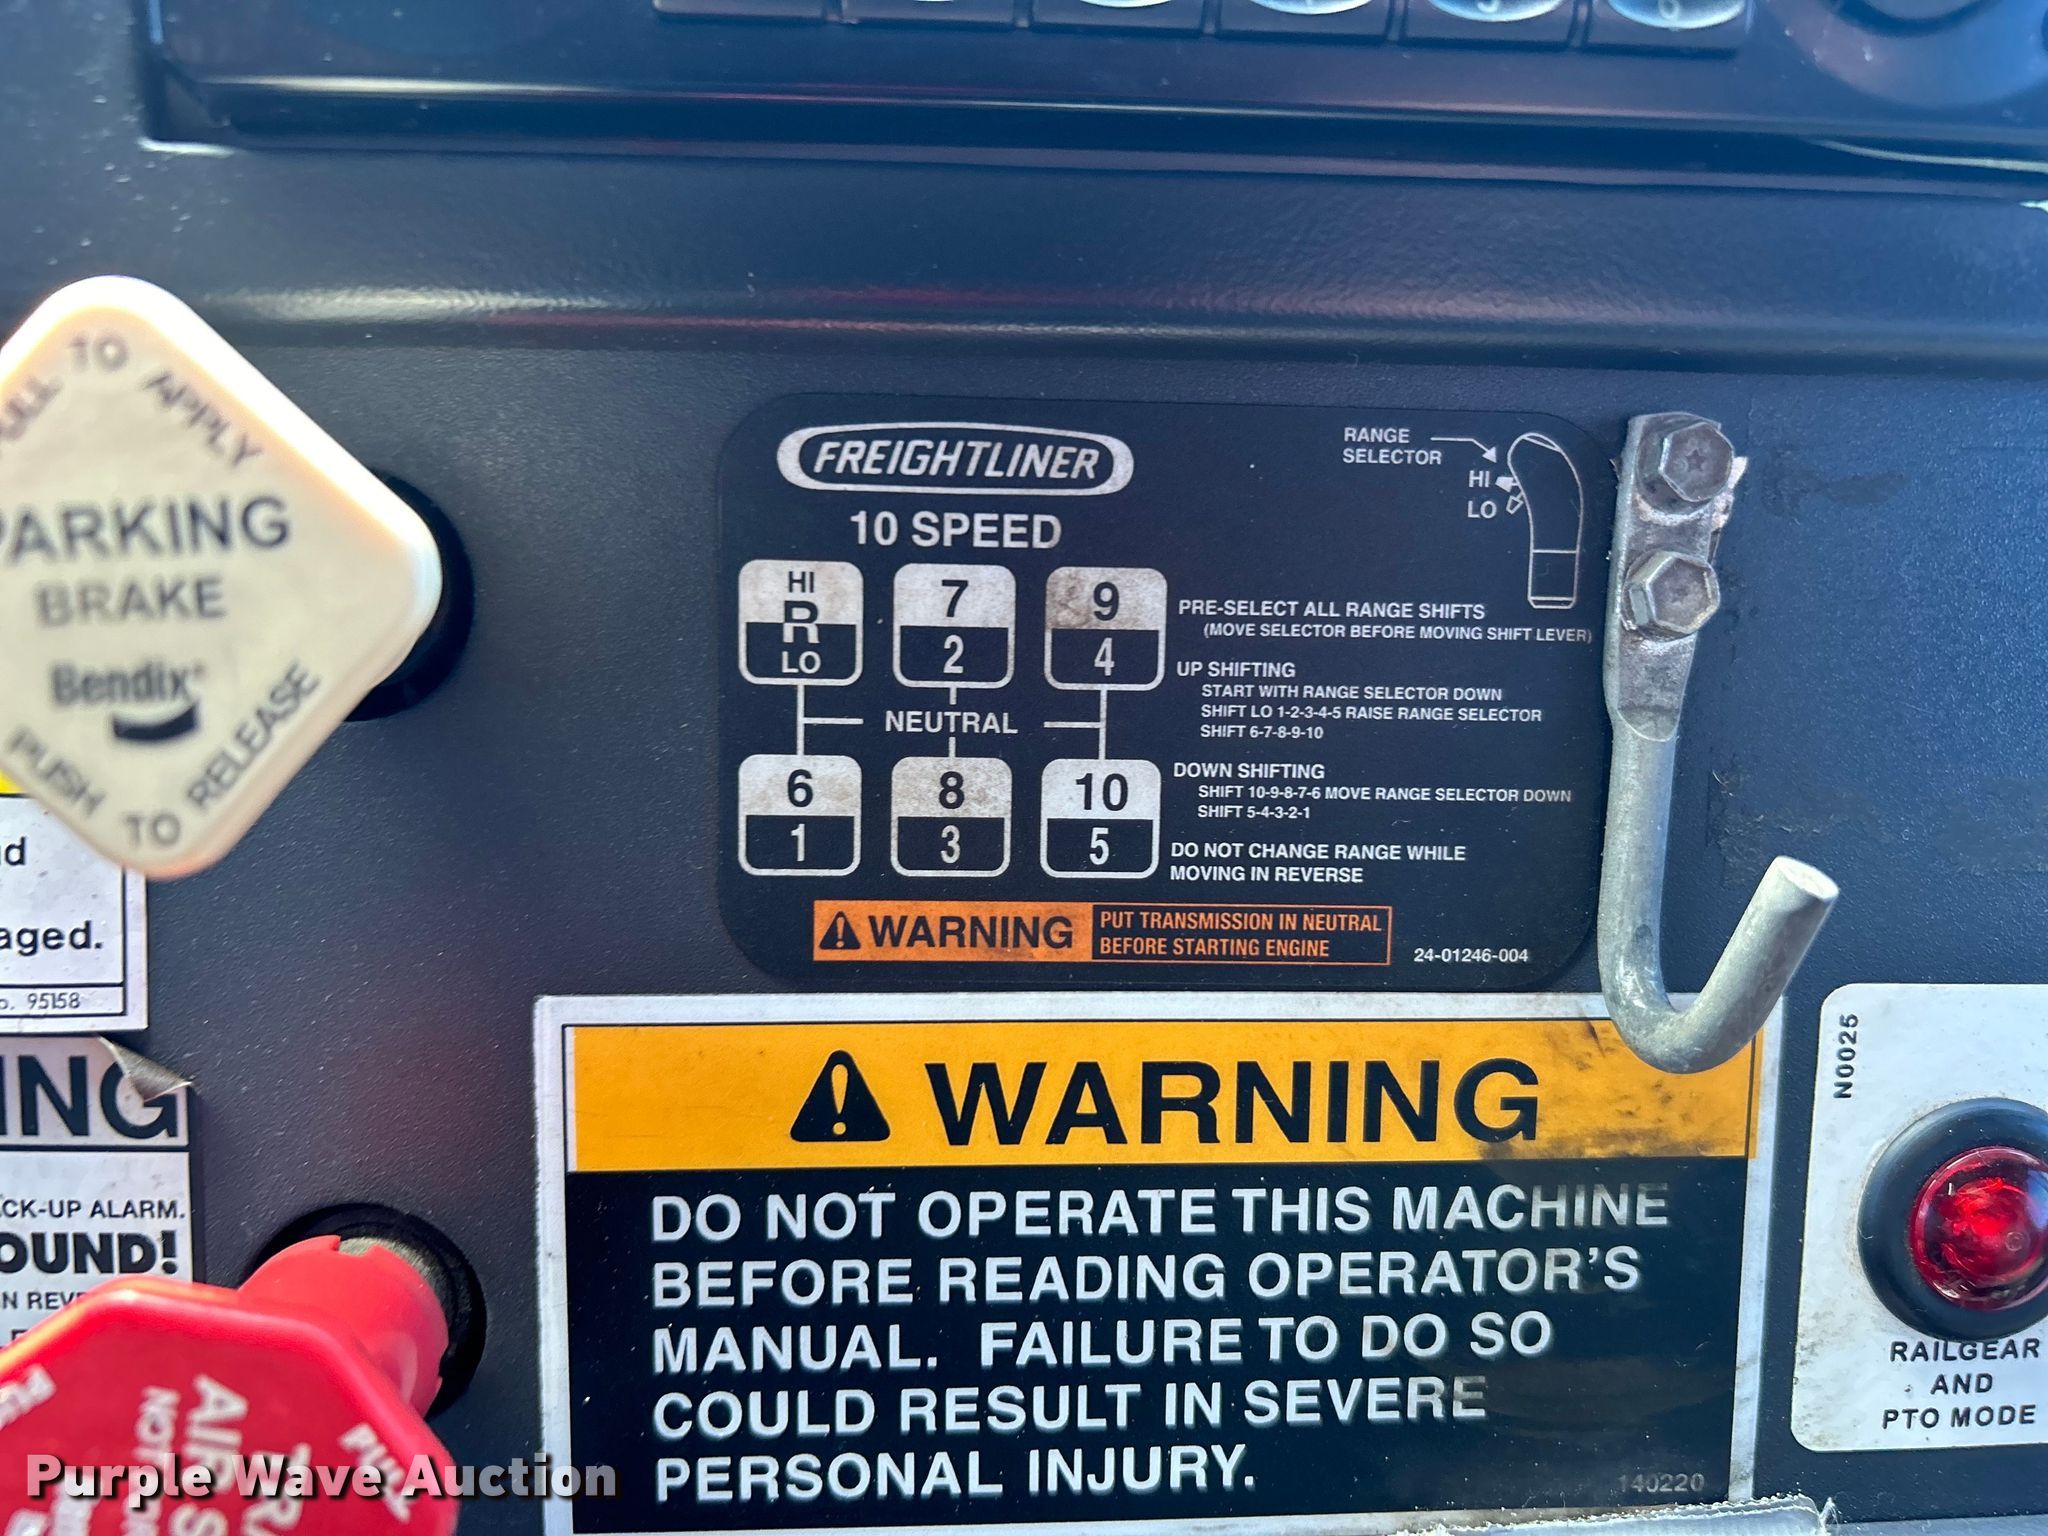 TO APPLY
PARKING
BRAKE
Bendix
PUSH TO RELEASE
FREIGHTLINER
10 SPEED
RANGE
SELECTOR
HI
LO
HI
R
LO
7
2
9
4
NEUTRAL
6
1
8
3
10
5
PRE-SELECT ALL RANGE SHIFTS
(MOVE SELECTOR BEFORE MOVING SHIFT LEVER)
UP SHIFTING
START WITH RANGE SELECTOR DOWN
SHIFT LO 1-2-3-4-5 RAISE RANGE SELECTOR
SHIFT 6-7-8-9-10
DOWN SHIFTING
SHIFT 10-9-8-7-6 MOVE RANGE SELECTOR DOWN
SHIFT 5-4-3-2-1
DO NOT CHANGE RANGE WHILE
MOVING IN REVERSE
WARNING
PUT TRANSMISSION IN NEUTRAL
BEFORE STARTING ENGINE
24-01246-004
aged.
95158
ING
CK-UP ALARM.
OUND!
WARNING
DO NOT OPERATE THIS MACHINE
BEFORE READING OPERATOR'S
MANUAL. FAILURE TO DO SO
COULD RESULT IN SEVERE
PERSONAL INJURY.
140220
N0025
RAILGEAR
AND
PTO MODE
AIR
Purple Wave Auction